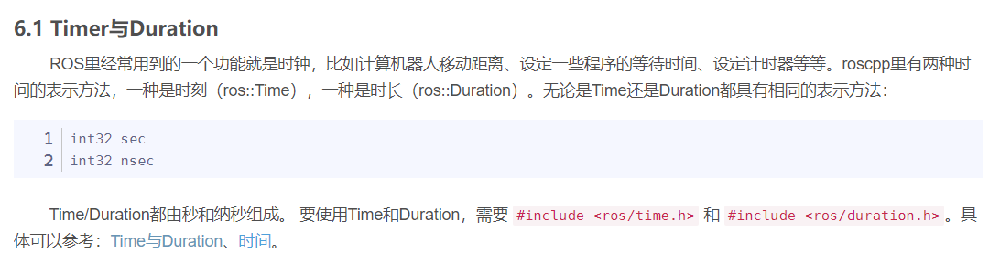 6.1 Timer与Duration
ROS里经常用到的一个功能就是时钟，比如计算机器人移动距离、设定一些程序的等待时间、设定计时器等等。roscpp里有两种时
间的表示方法，一种是时刻（ros::Time），一种是时长（ros::Duration）。无论是Time还是Duration都具有相同的表示方法：
1 int32 sec
2 int32 nsec
Time/Duration都由秒和纳秒组成。 要使用Time和Duration，需要 #include <ros/time.h> 和 #include <ros/duration.h>。具
体可以参考：Time与Duration、时间。